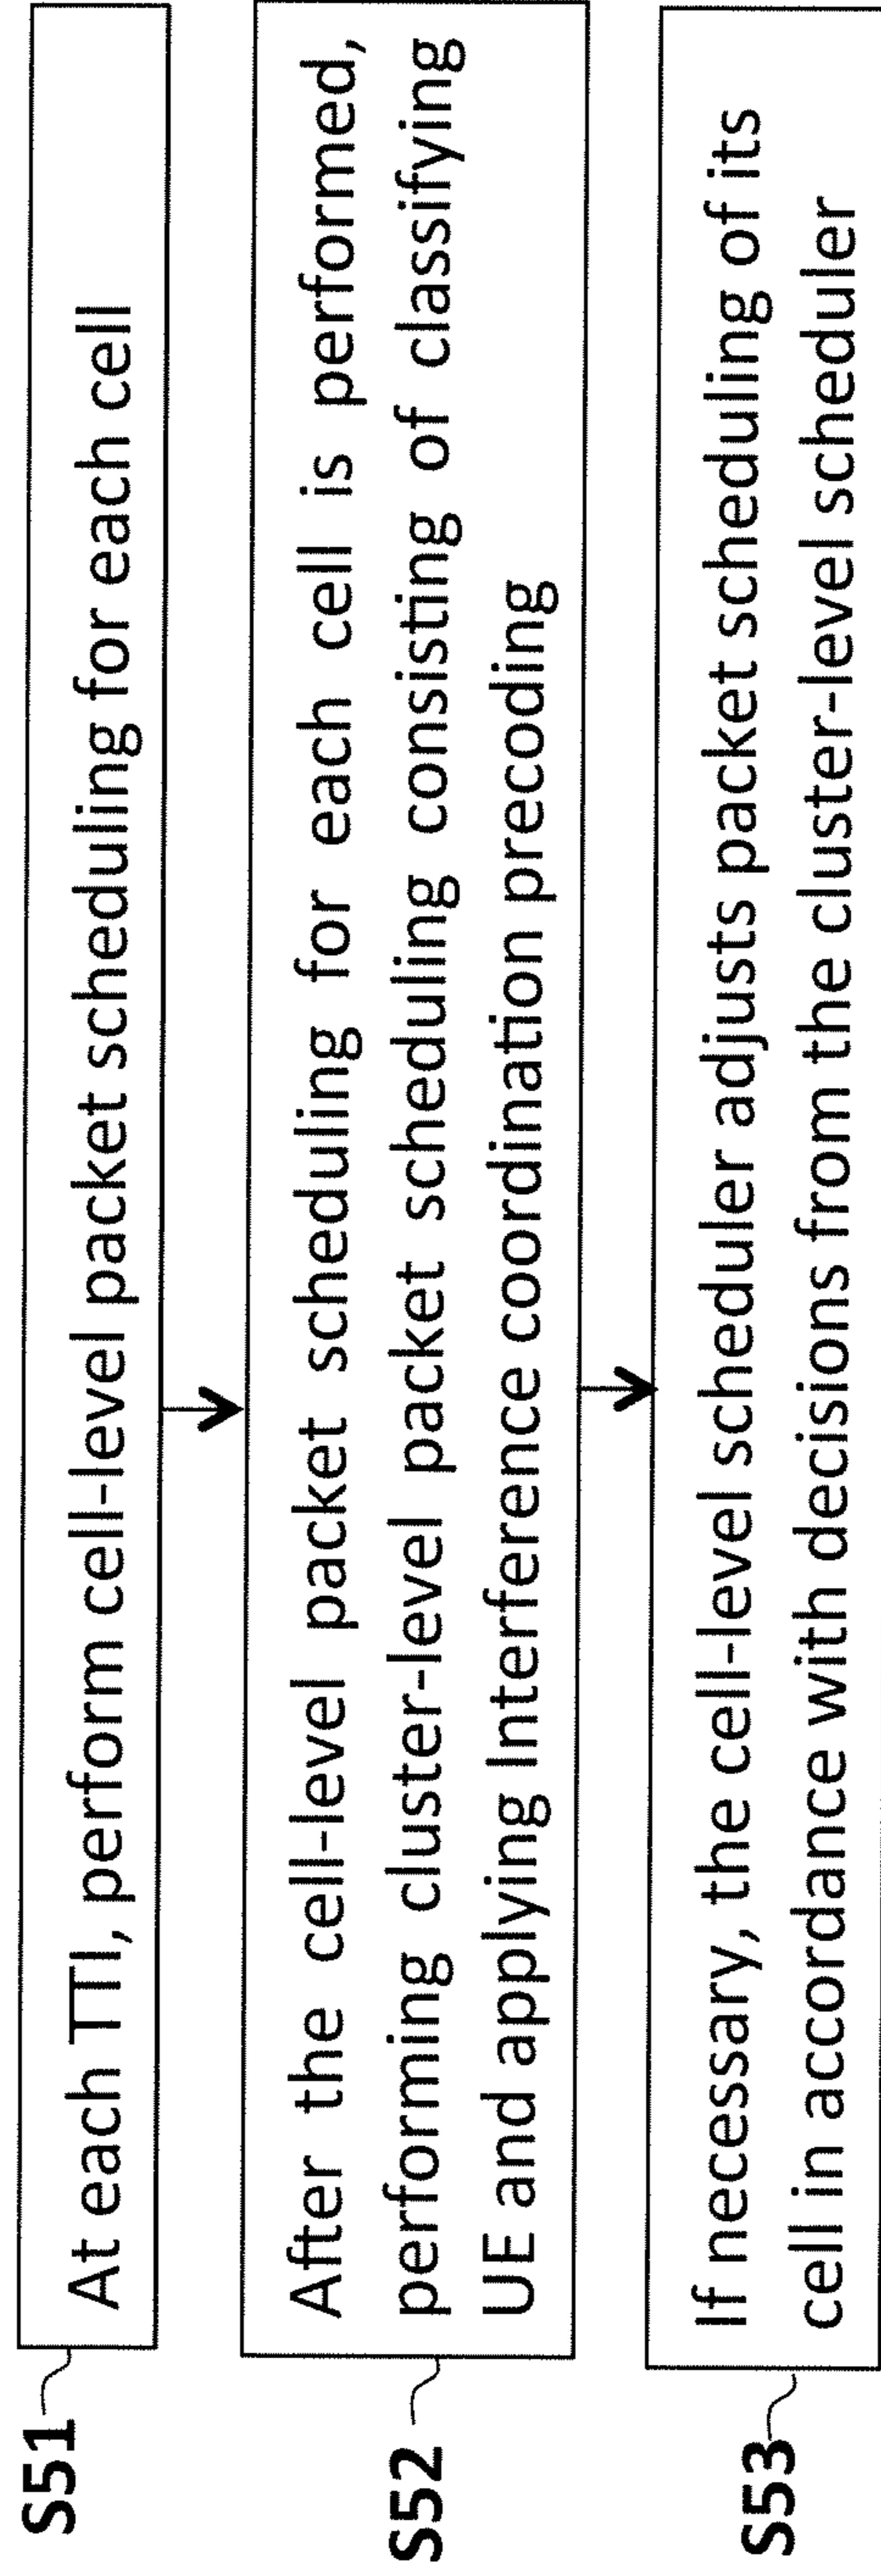 S51
At each TTI, perform cell-level packet scheduling for each cell
S52
After the cell-level packet scheduling for each cell is performed,
performing cluster-level packet scheduling consisting of classifying
UE and applying Interference coordination precoding
S53
If necessary, the cell-level scheduler adjusts packet scheduling of its
cell in accordance with decisions from the cluster-level scheduler